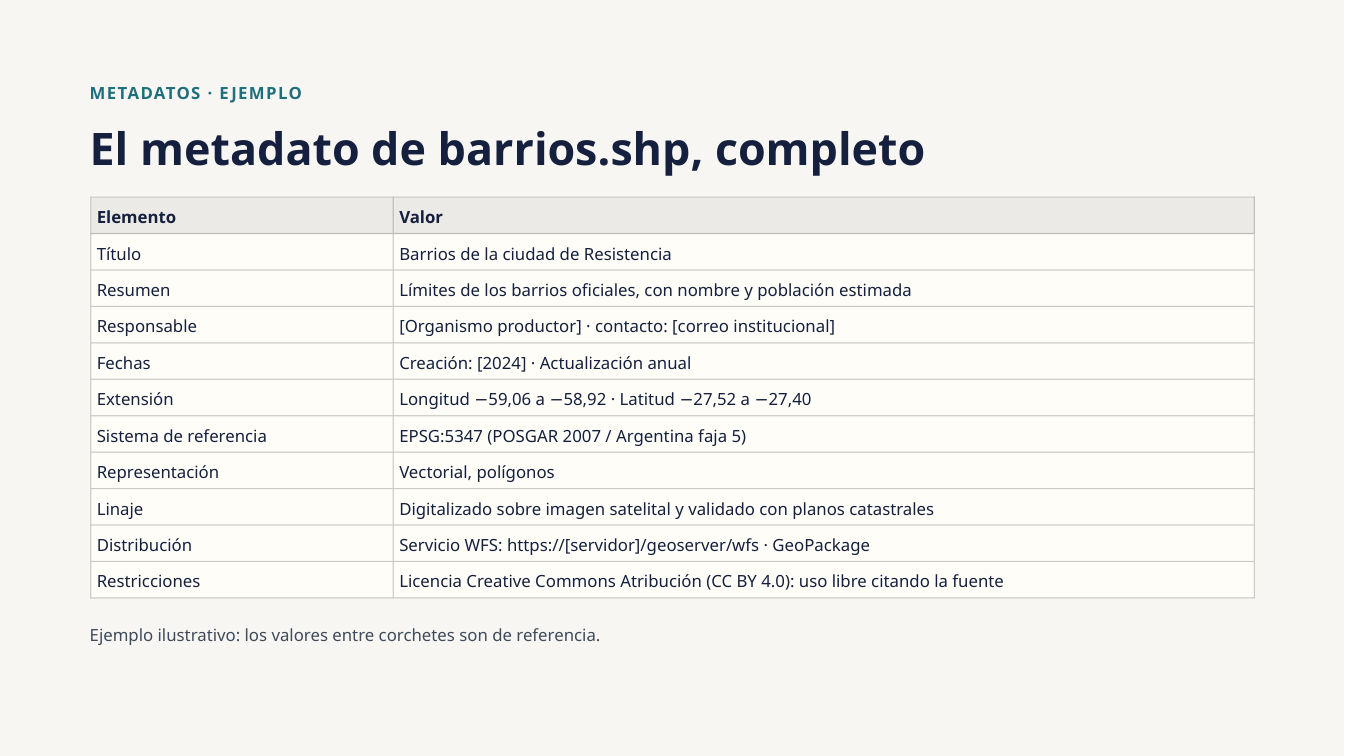 METADATOS · EJEMPLO
El metadato de barrios.shp, completo
Elemento Valor
Título Barrios de la ciudad de Resistencia
Resumen Límites de los barrios oficiales, con nombre y población estimada
Responsable [Organismo productor] · contacto: [correo institucional]
Fechas Creación: [2024] · Actualización anual
Extensión Longitud −59,06 a −58,92 · Latitud −27,52 a −27,40
Sistema de referencia EPSG:5347 (POSGAR 2007 / Argentina faja 5)
Representación Vectorial, polígonos
Linaje Digitalizado sobre imagen satelital y validado con planos catastrales
Distribución Servicio WFS: https://[servidor]/geoserver/wfs · GeoPackage
Restricciones Licencia Creative Commons Atribución (CC BY 4.0): uso libre citando la fuente
Ejemplo ilustrativo: los valores entre corchetes son de referencia.